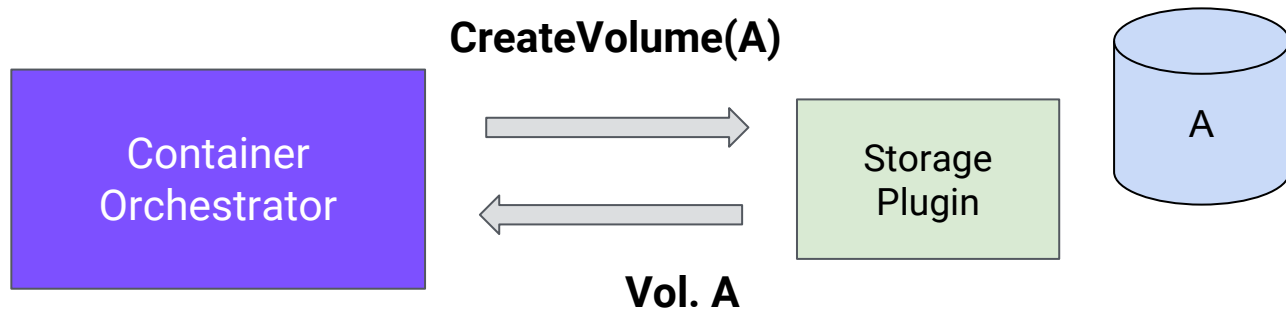 CreateVolume(A)
Container
Orchestrator
Storage
Plugin
A
Vol. A